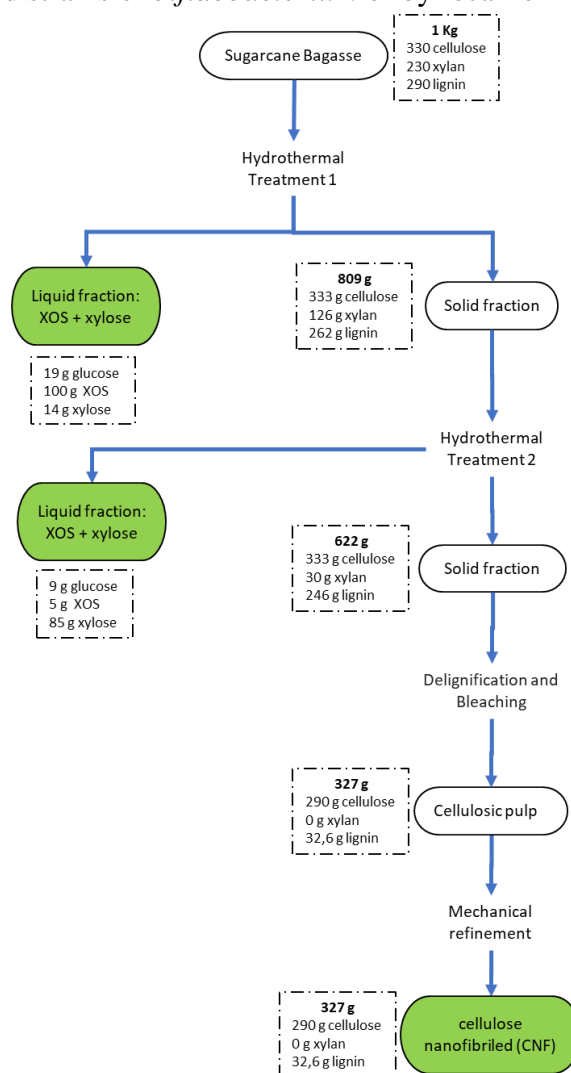 1 Kg
330 cellulose
230 xylan
290 lignin
Sugarcane Bagasse
Hydrothermal
Treatment 1
Liquid fraction:
XOS + xylose
19 g glucose
100 g XOS
14 g xylose
809 g
333 g cellulose
126 g xylan
262 g lignin
Solid fraction
Hydrothermal
Treatment 2
Liquid fraction:
XOS + xylose
9 g glucose
5 g XOS
85 g xylose
622 g
333 g cellulose
30 g xylan
246 g lignin
Solid fraction
Delignification and
Bleaching
327 g
290 g cellulose
0 g xylan
32,6 g lignin
Cellulosic pulp
Mechanical
refinement
327 g
290 g cellulose
0 g xylan
32,6 g lignin
cellulose
nanofibriled (CNF)